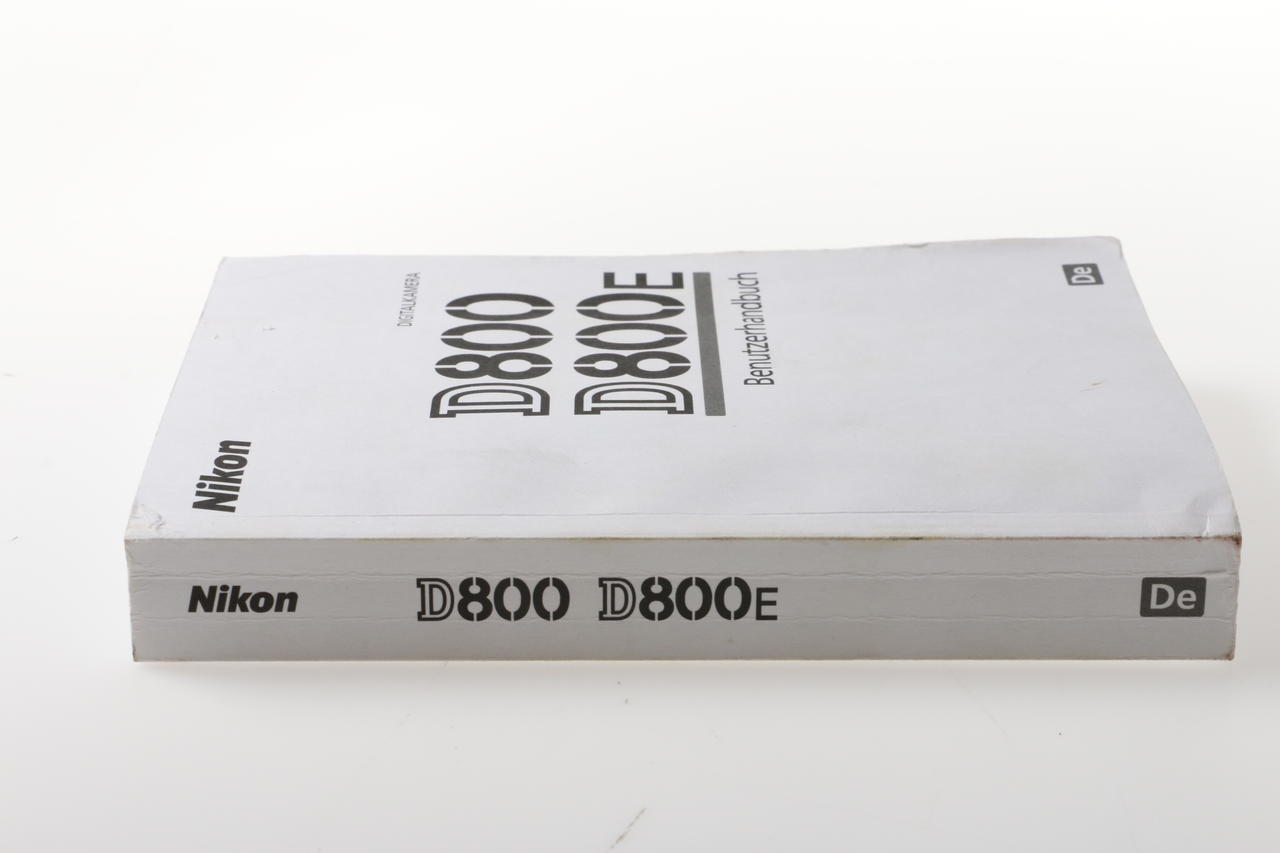 Nikon
DIGITALKAMERA
D800
D800E
Benutzerhandbuch
De
Nikon D800 D800E De